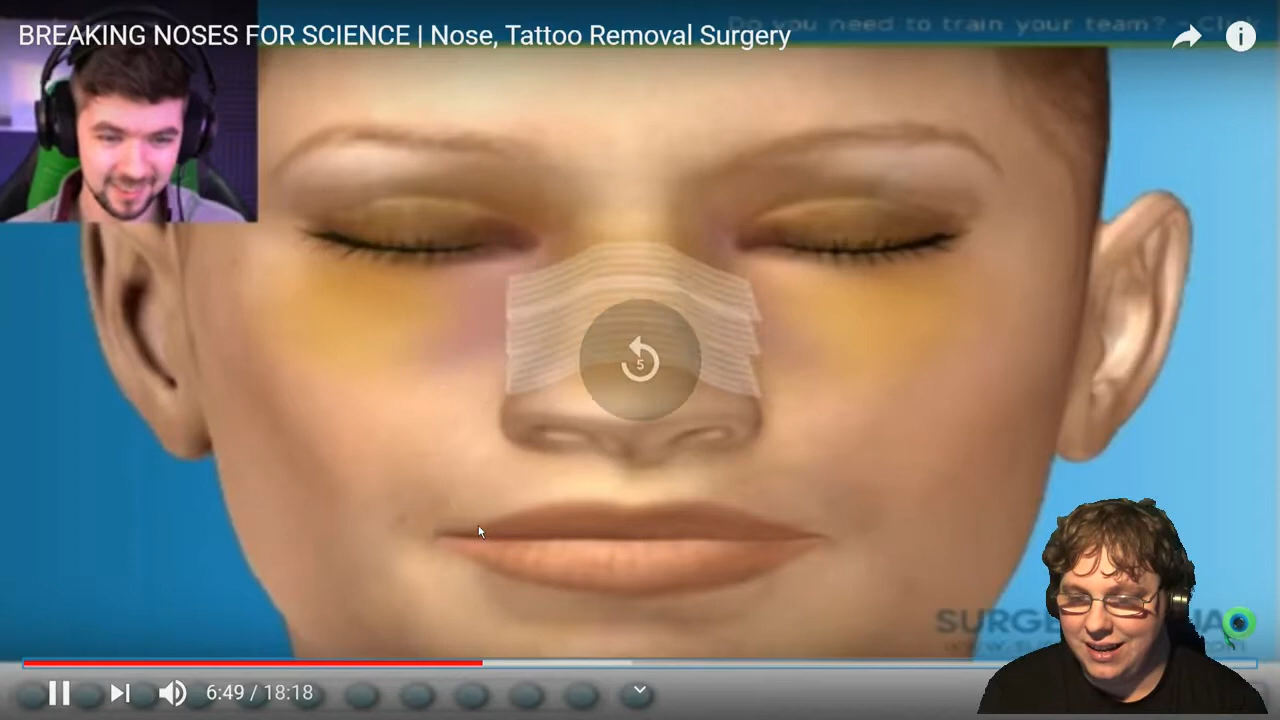 BREAKING NOSES FOR SCIENCE | Nose, Tattoo Removal Surgery
Do you need to train your team? - Click
5
6:49 / 18:18